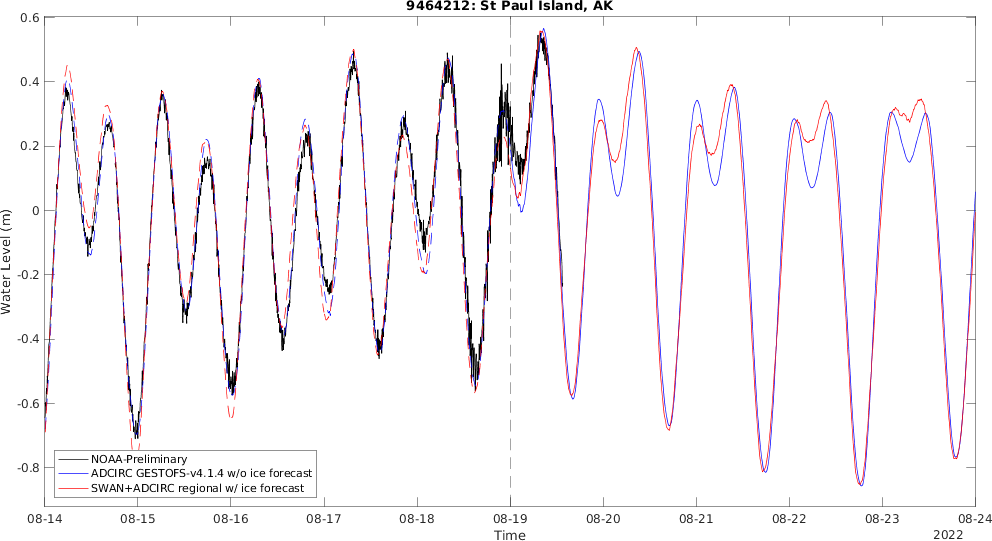 9464212: St Paul Island, AK
0.6
0.4
0.2
0
-0.2
-0.4
-0.6
-0.8
Water Level (m)
NOAA-Preliminary
ADCIRC GESTOFS-v4.1.4 w/o ice forecast
SWAN+ADCIRC regional w/ ice forecast
08-14 08-15 08-16 08-17 08-18 08-19 08-20 08-21 08-22 08-23 08-24
Time
2022